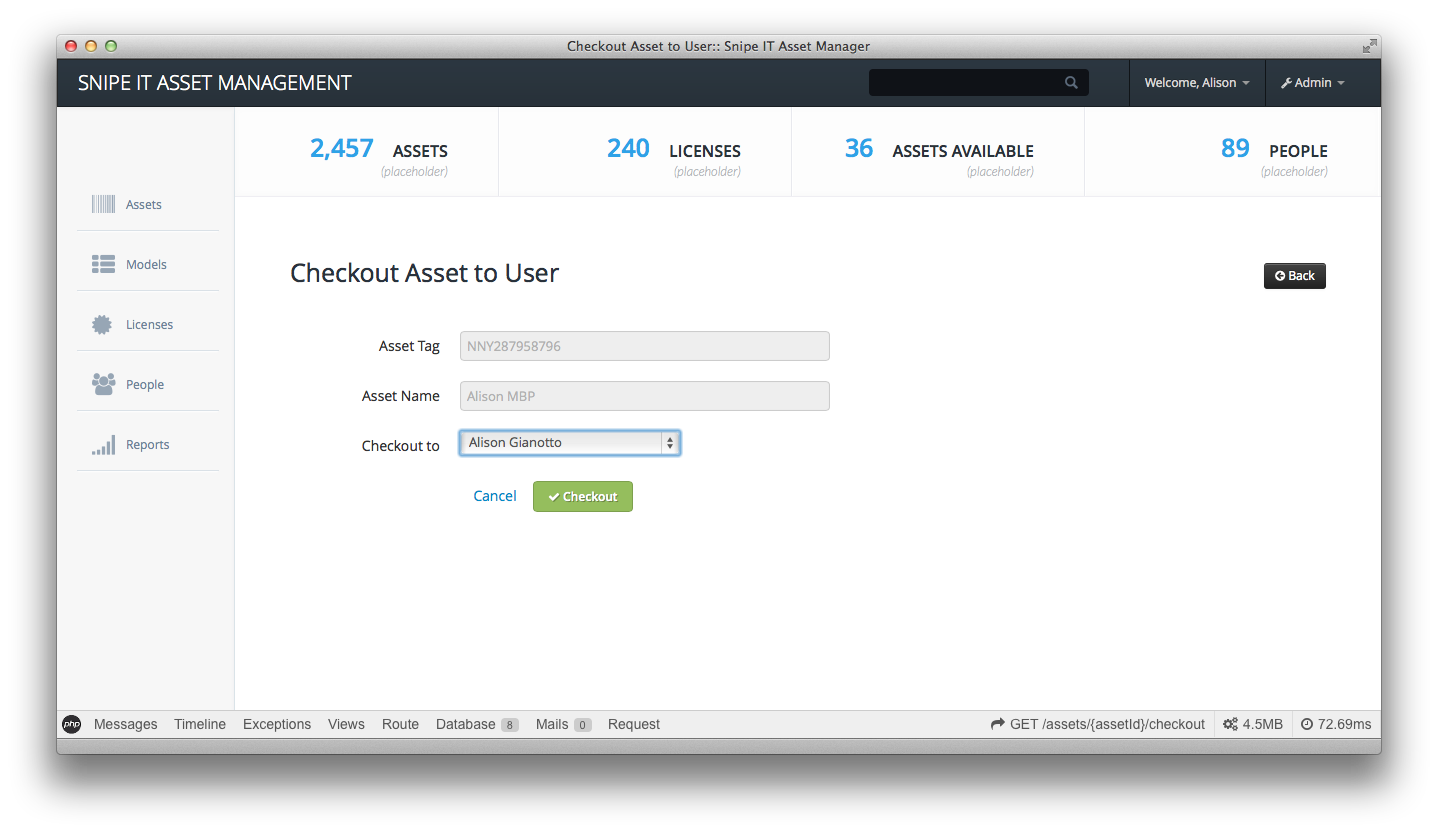 Checkout Asset to User:: Snipe IT Asset Manager
SNIPE IT ASSET MANAGEMENT
Welcome, Alison
Admin
2,457 ASSETS
(placeholder)
240 LICENSES
(placeholder)
36 ASSETS AVAILABLE
(placeholder)
89 PEOPLE
(placeholder)
Assets
Models
Licenses
People
Reports
Checkout Asset to User
Back
Asset Tag NNY287958796
Asset Name Alison MBP
Checkout to Alison Gianotto
Cancel Checkout
php Messages Timeline Exceptions Views Route Database 8 Mails 0 Request GET /assets/{assetId}/checkout 4.5MB 72.69ms